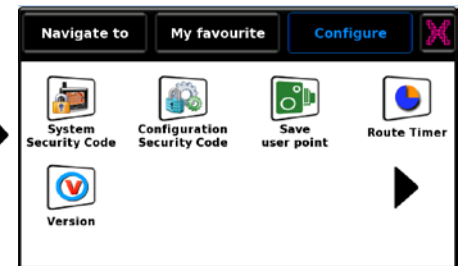 Navigate to
My favourite
Configure
System
Security Code
Configuration
Security Code
Save
user point
Route Timer
V
Version